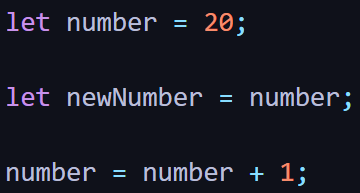 let number = 20;
let newNumber = number;
number = number + 1;